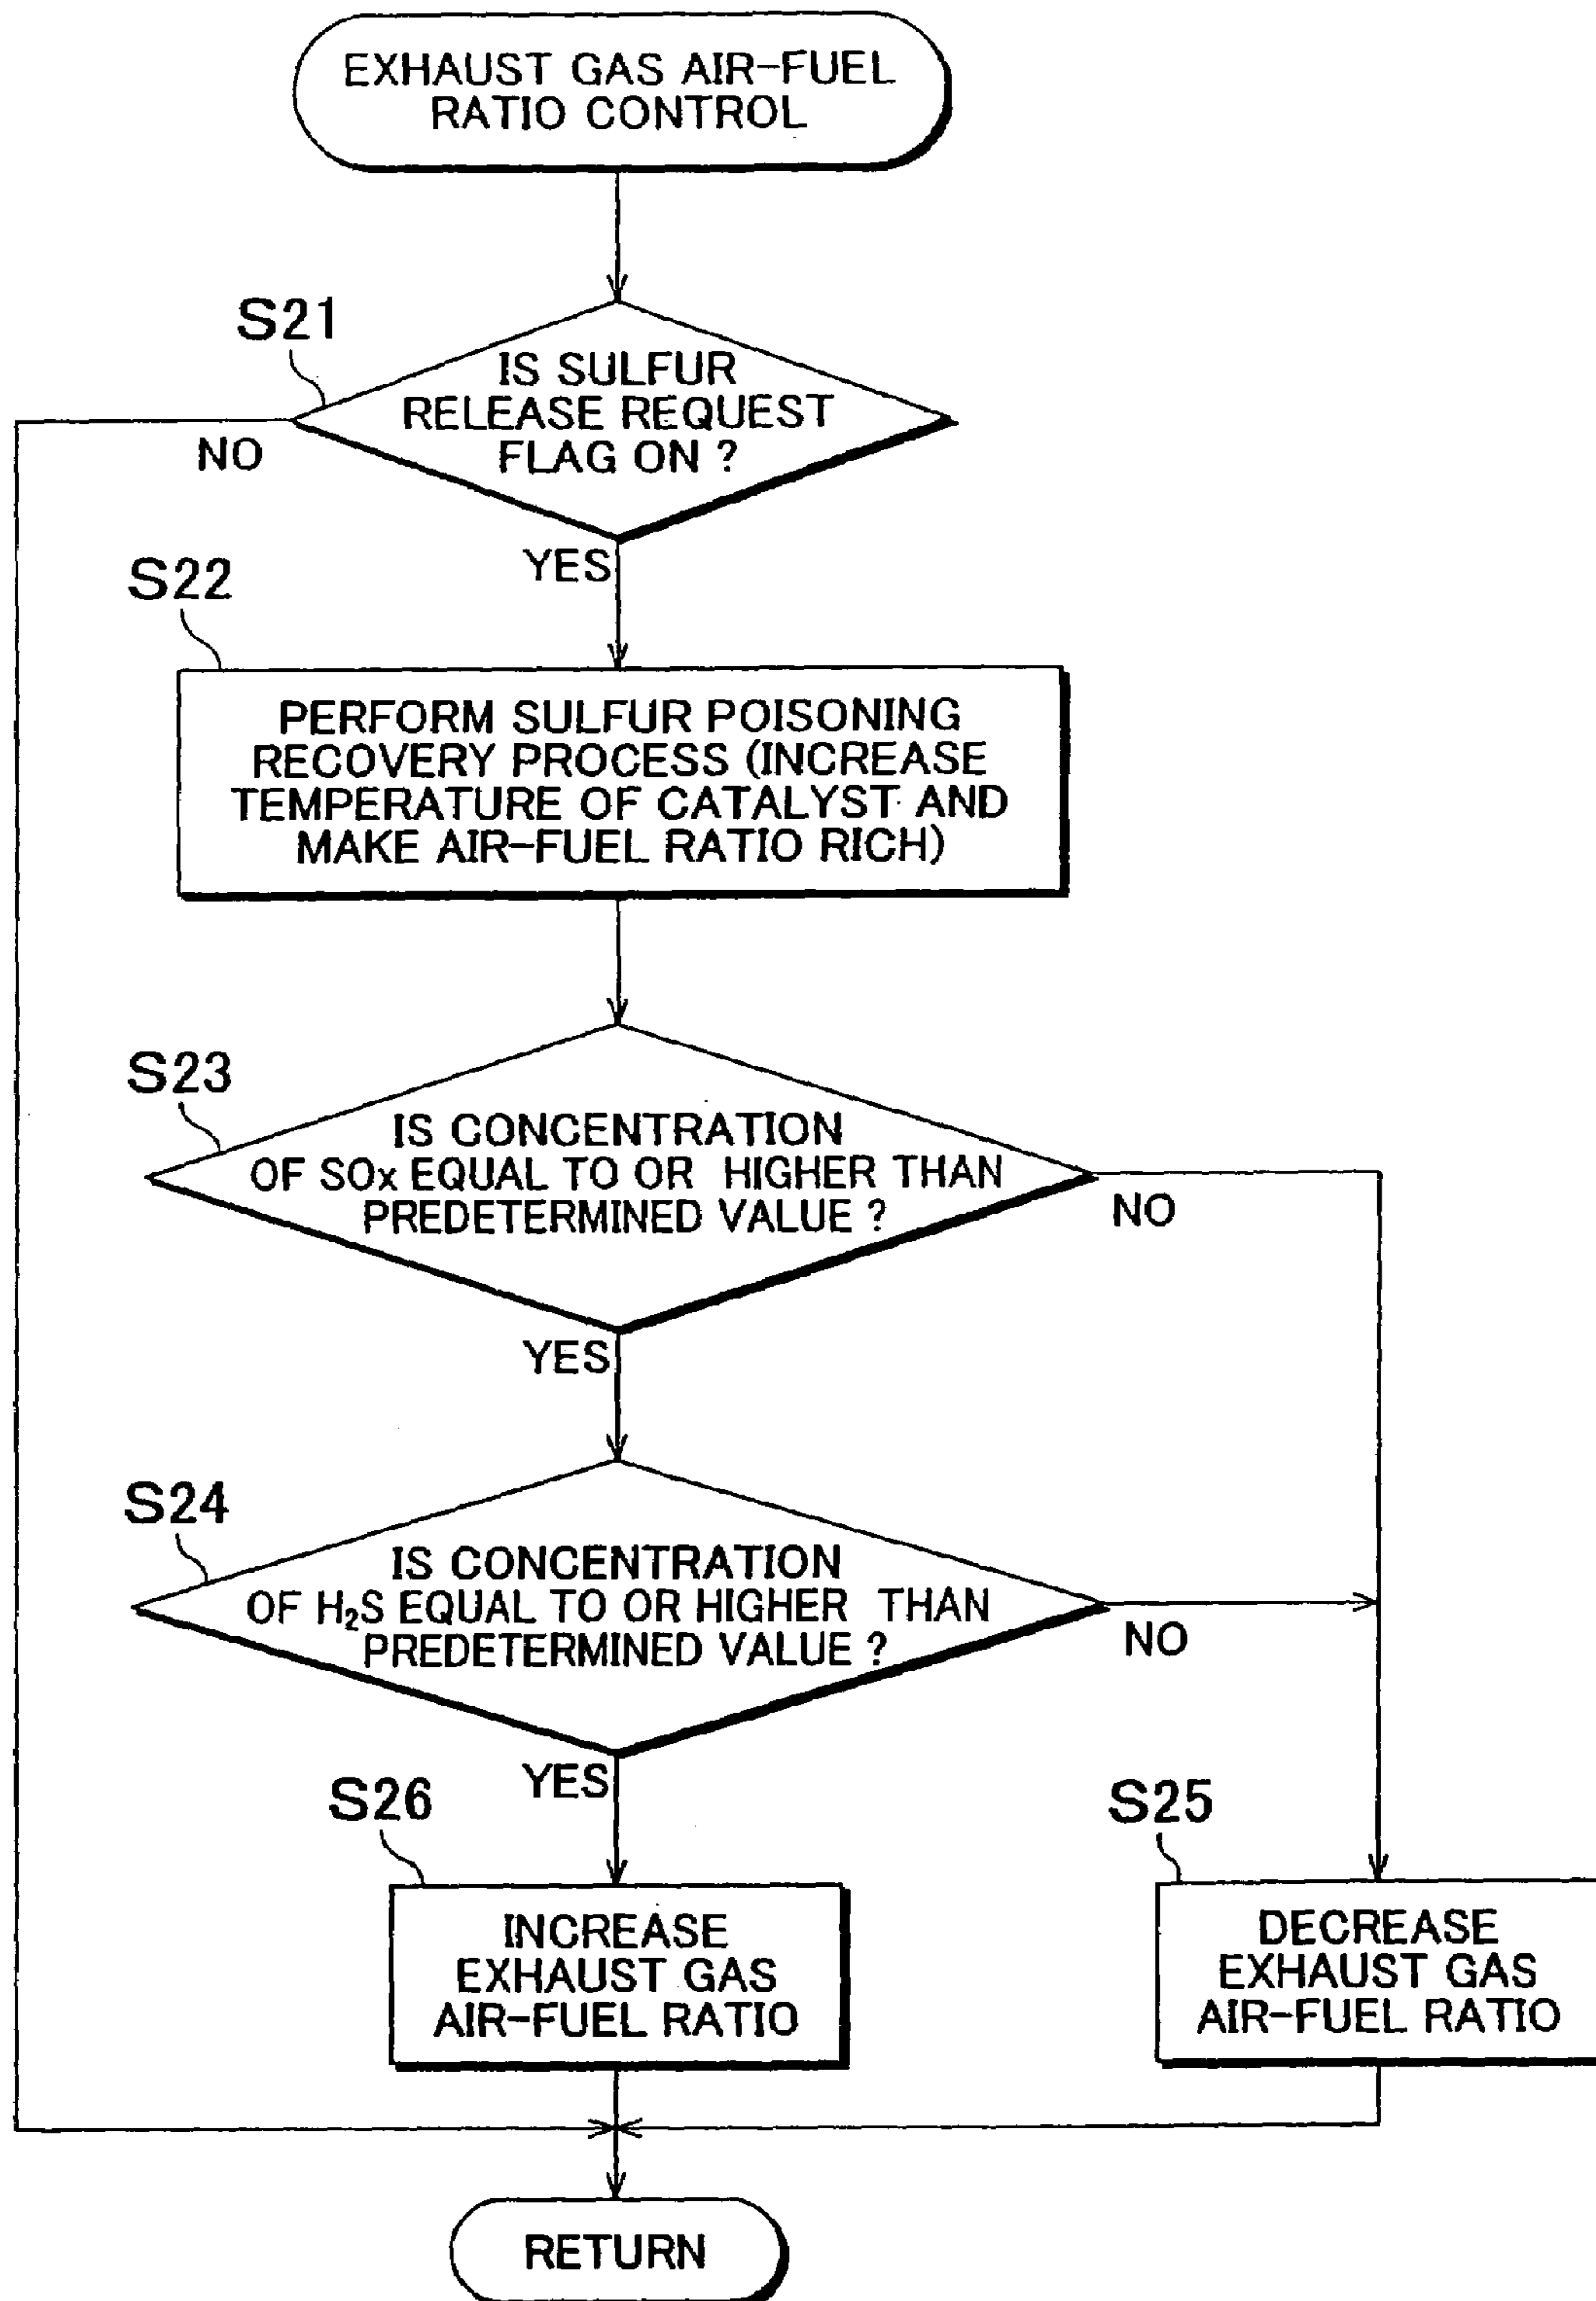 EXHAUST GAS AIR-FUEL
RATIO CONTROL
S21
IS SULFUR
RELEASE REQUEST
FLAG ON ?
NO
YES
S22
PERFORM SULFUR POISONING
RECOVERY PROCESS (INCREASE
TEMPERATURE OF CATALYST AND
MAKE AIR-FUEL RATIO RICH)
S23
IS CONCENTRATION
OF SOx EQUAL TO OR HIGHER THAN
PREDETERMINED VALUE ?
NO
YES
S24
IS CONCENTRATION
OF H₂S EQUAL TO OR HIGHER THAN
PREDETERMINED VALUE ?
NO
YES
S26
S25
INCREASE
EXHAUST GAS
AIR-FUEL RATIO
DECREASE
EXHAUST GAS
AIR-FUEL RATIO
RETURN